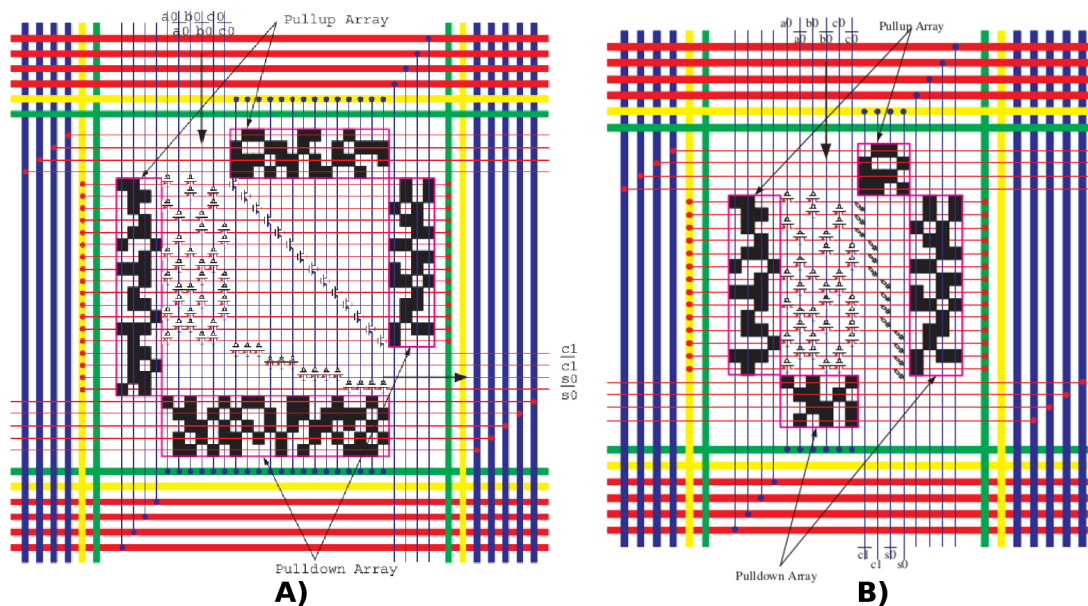 a0 b0 c0
a0 b0 c0
Pullup Array
c1
c1
s0
s0
Pulldown Array
A)
b0 c0
a0 a0 b0 c0
Pullup Array
c1 c1 s0 s0
Pulldown Array
B)